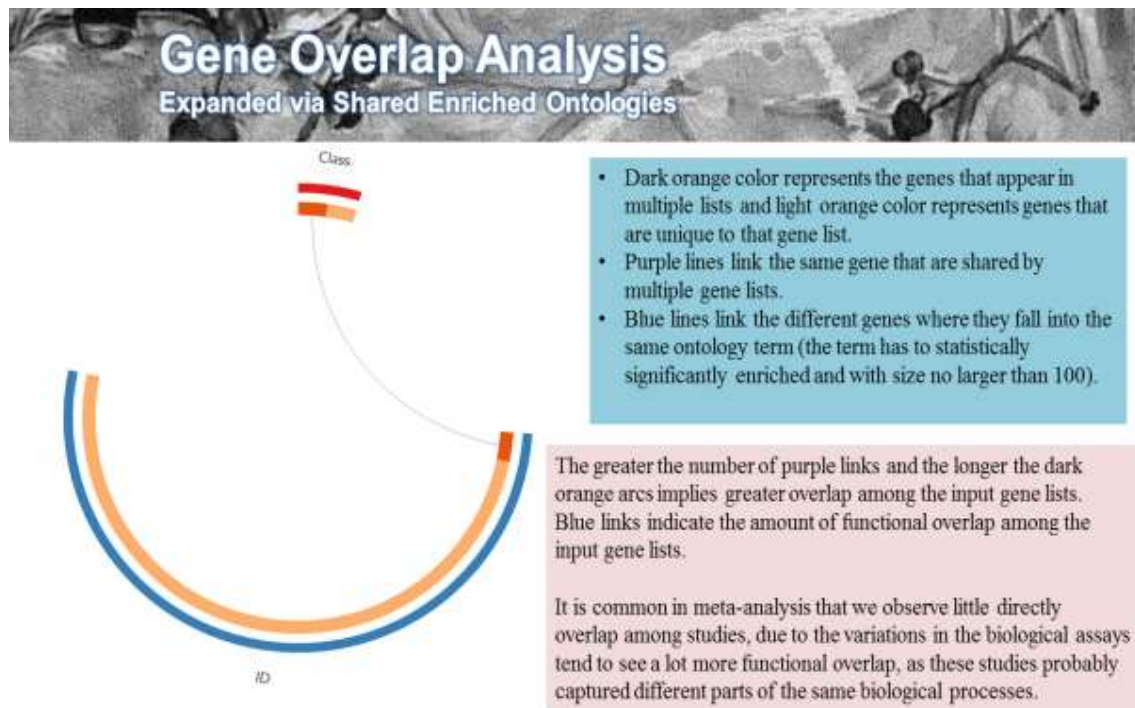 Gene Overlap Analysis
Expanded via Shared Enriched Ontologies
Class
ID
• Dark orange color represents the genes that appear in
multiple lists and light orange color represents genes that
are unique to that gene list.
• Purple lines link the same gene that are shared by
multiple gene lists.
• Blue lines link the different genes where they fall into the
same ontology term (the term has to statistically
significantly enriched and with size no larger than 100).
The greater the number of purple links and the longer the dark
orange arcs implies greater overlap among the input gene lists.
Blue links indicate the amount of functional overlap among the
input gene lists.
It is common in meta-analysis that we observe little directly
overlap among studies, due to the variations in the biological assays
tend to see a lot more functional overlap, as these studies probably
captured different parts of the same biological processes.